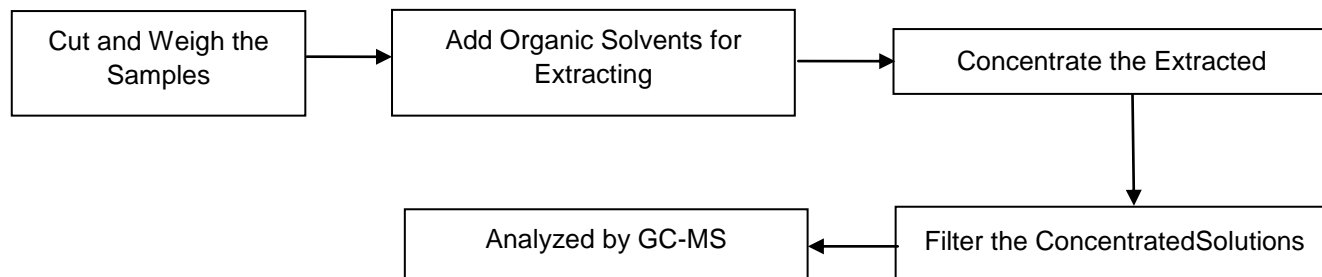 Cut and Weigh the
Samples
Add Organic Solvents for
Extracting
Concentrate the Extracted
Filter the ConcentratedSolutions
Analyzed by GC-MS